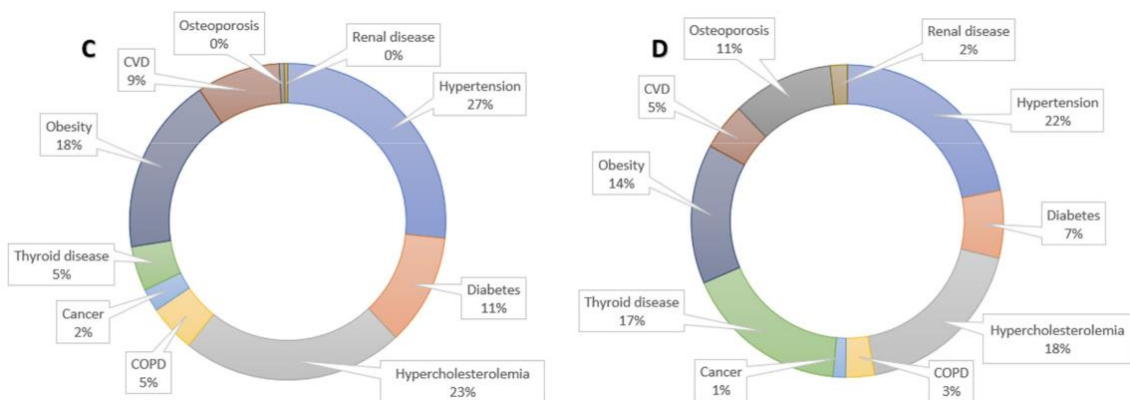 C
Osteoporosis
0%
Renal disease
0%
CVD
9%
Hypertension
27%
Obesity
18%
Thyroid disease
5%
Diabetes
11%
Cancer
2%
COPD
5%
Hypercholesterolemia
23%
D
Osteoporosis
11%
Renal disease
2%
CVD
5%
Hypertension
22%
Obesity
14%
Diabetes
7%
Thyroid disease
17%
Hypercholesterolemia
18%
Cancer
1%
COPD
3%